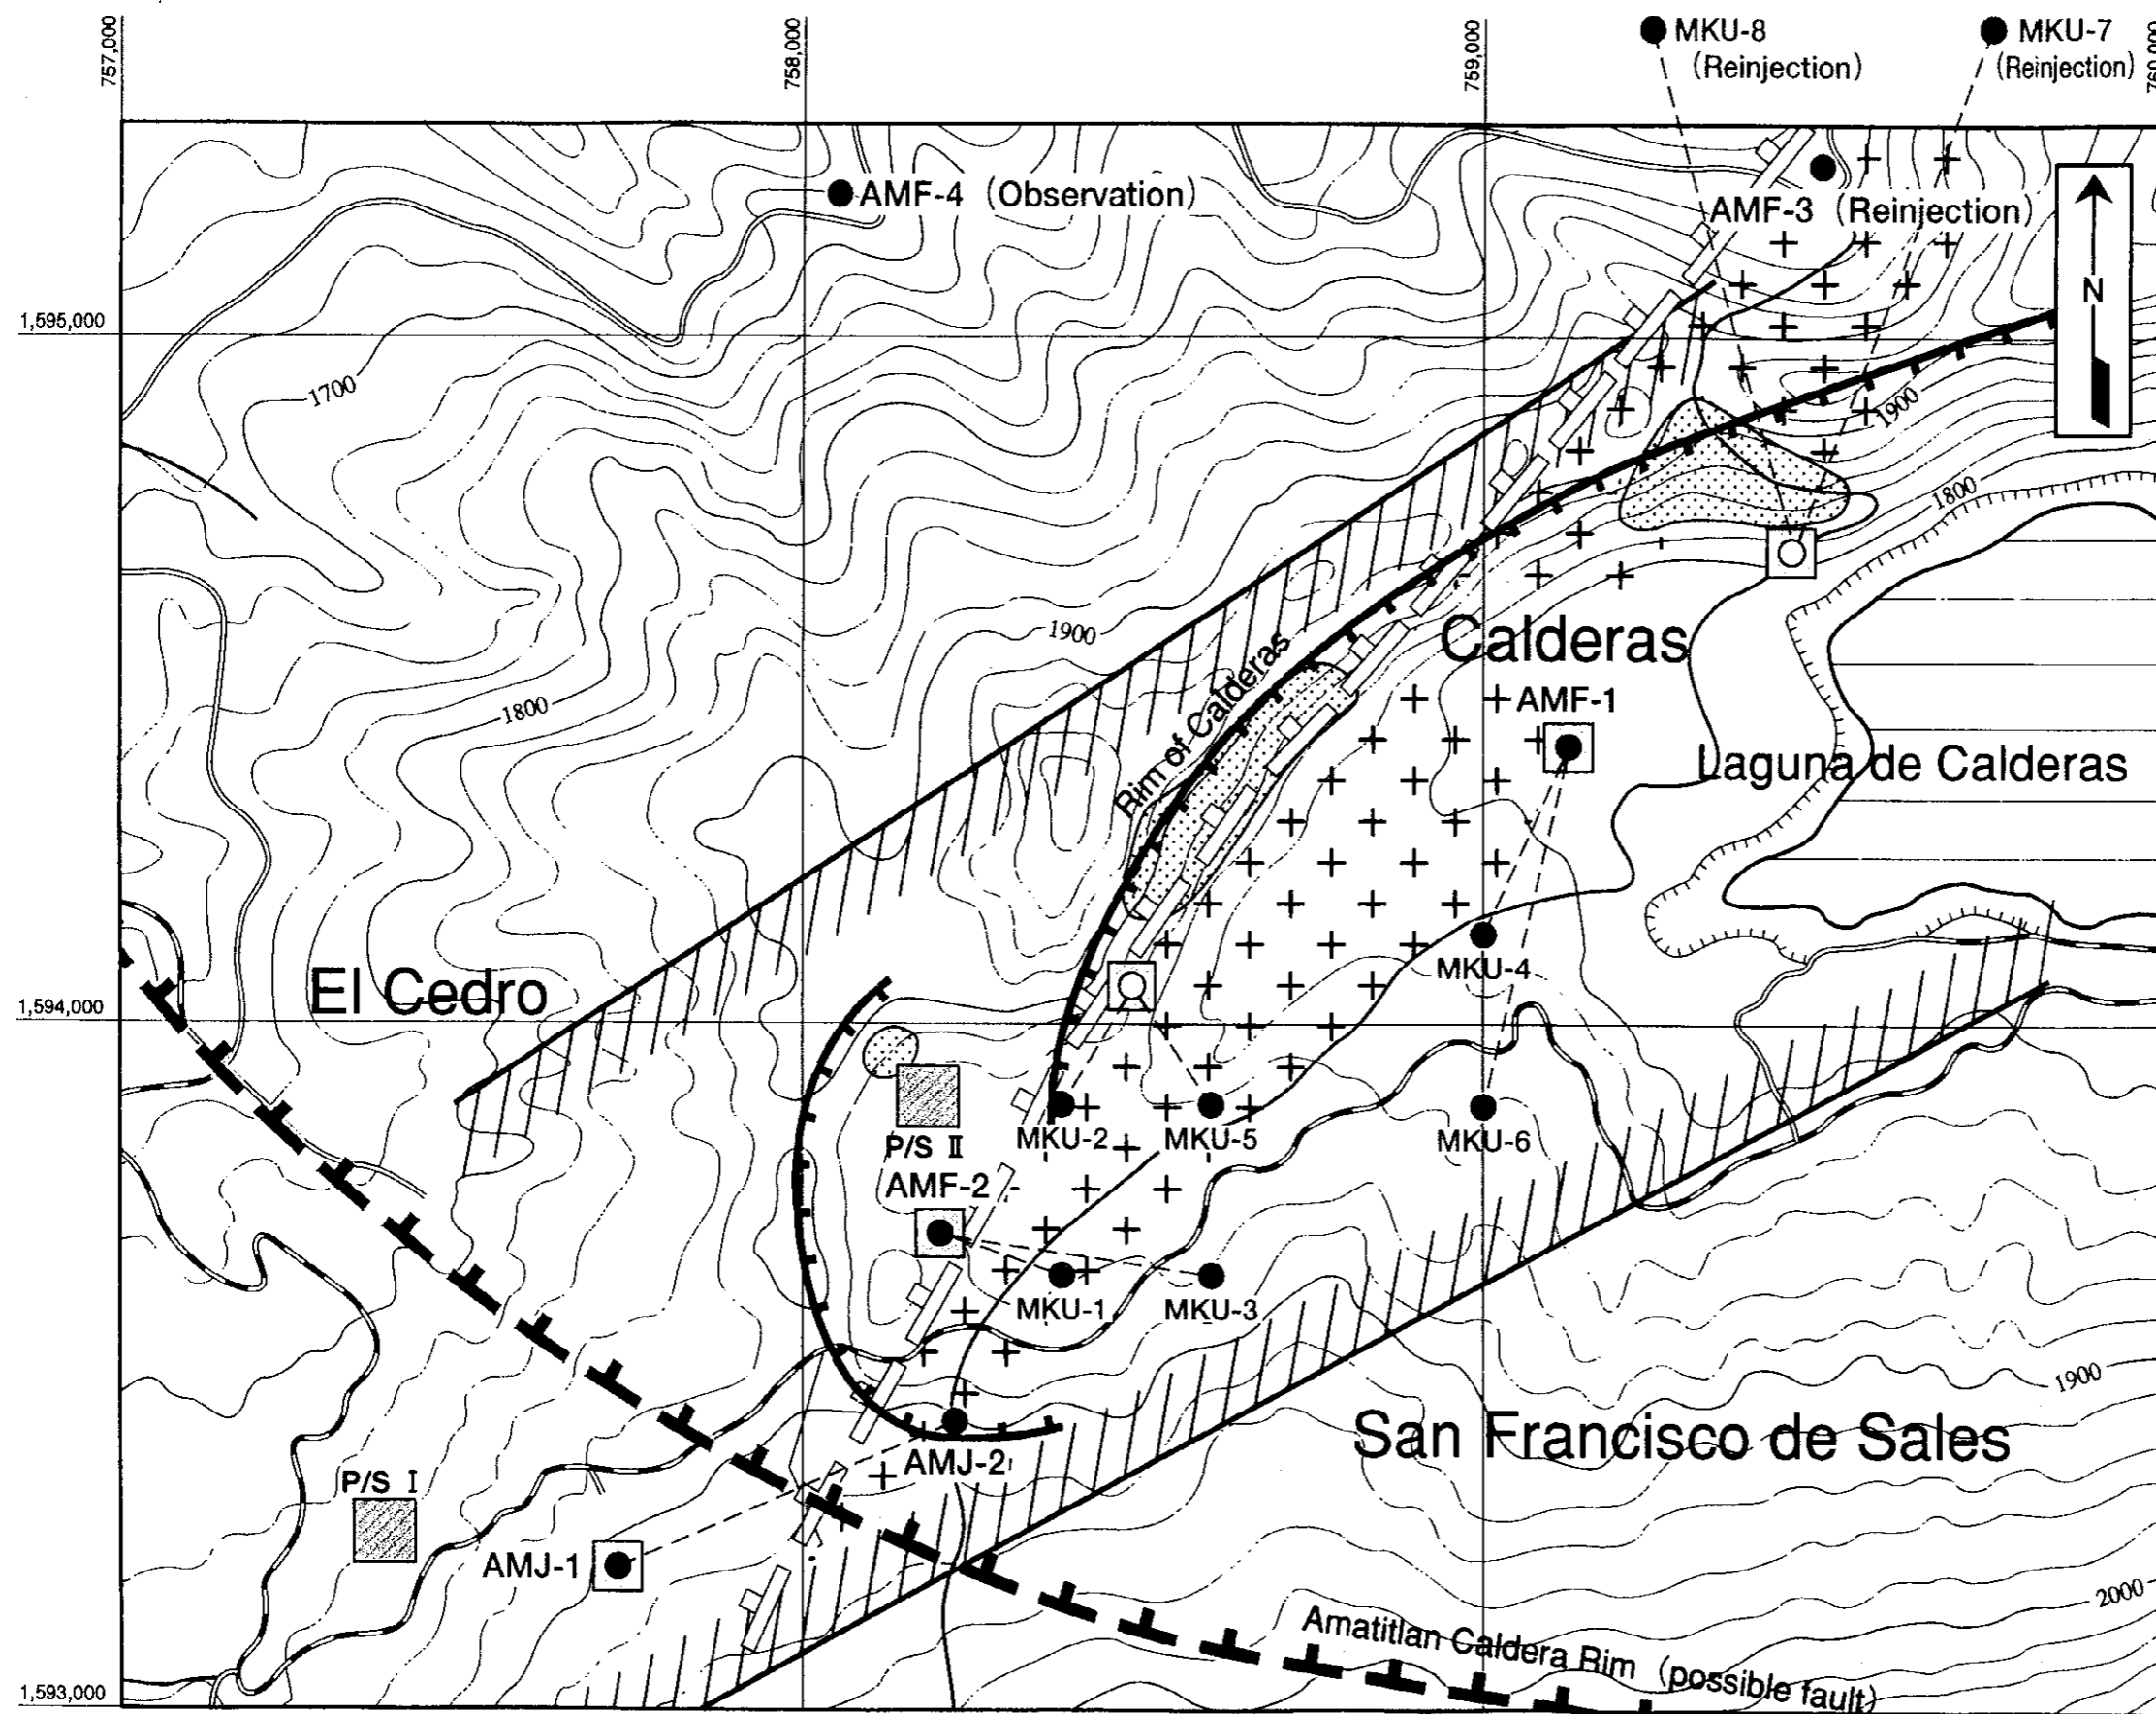 757,000
758,000
759,000
760,000
MKU-8
(Reinjection)
MKU-7
(Reinjection)
AMF-4 (Observation)
AMF-3 (Reinjection)
N
1,595,000
1700
1900
1800
Calderas
1900
Rim of Calderas
AMF-1
Laguna de Calderas
1800
MKU-4
El Cedro
1,594,000
P/S II
MKU-2
MKU-5
MKU-6
AMF-2
MKU-1
MKU-3
1900
San Francisco de Sales
AMJ-2
P/S I
AMJ-1
2000
Amatitlan Caldera Rim (possible fault)
1,593,000